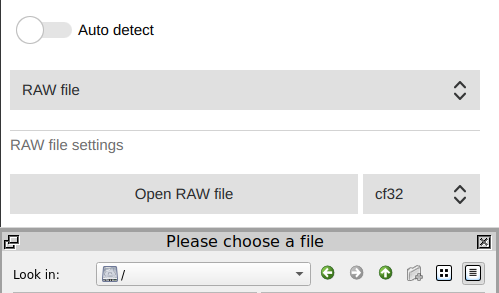 Auto detect
RAW file
RAW file settings
Open RAW file
cf32
Please choose a file
Look in:
/